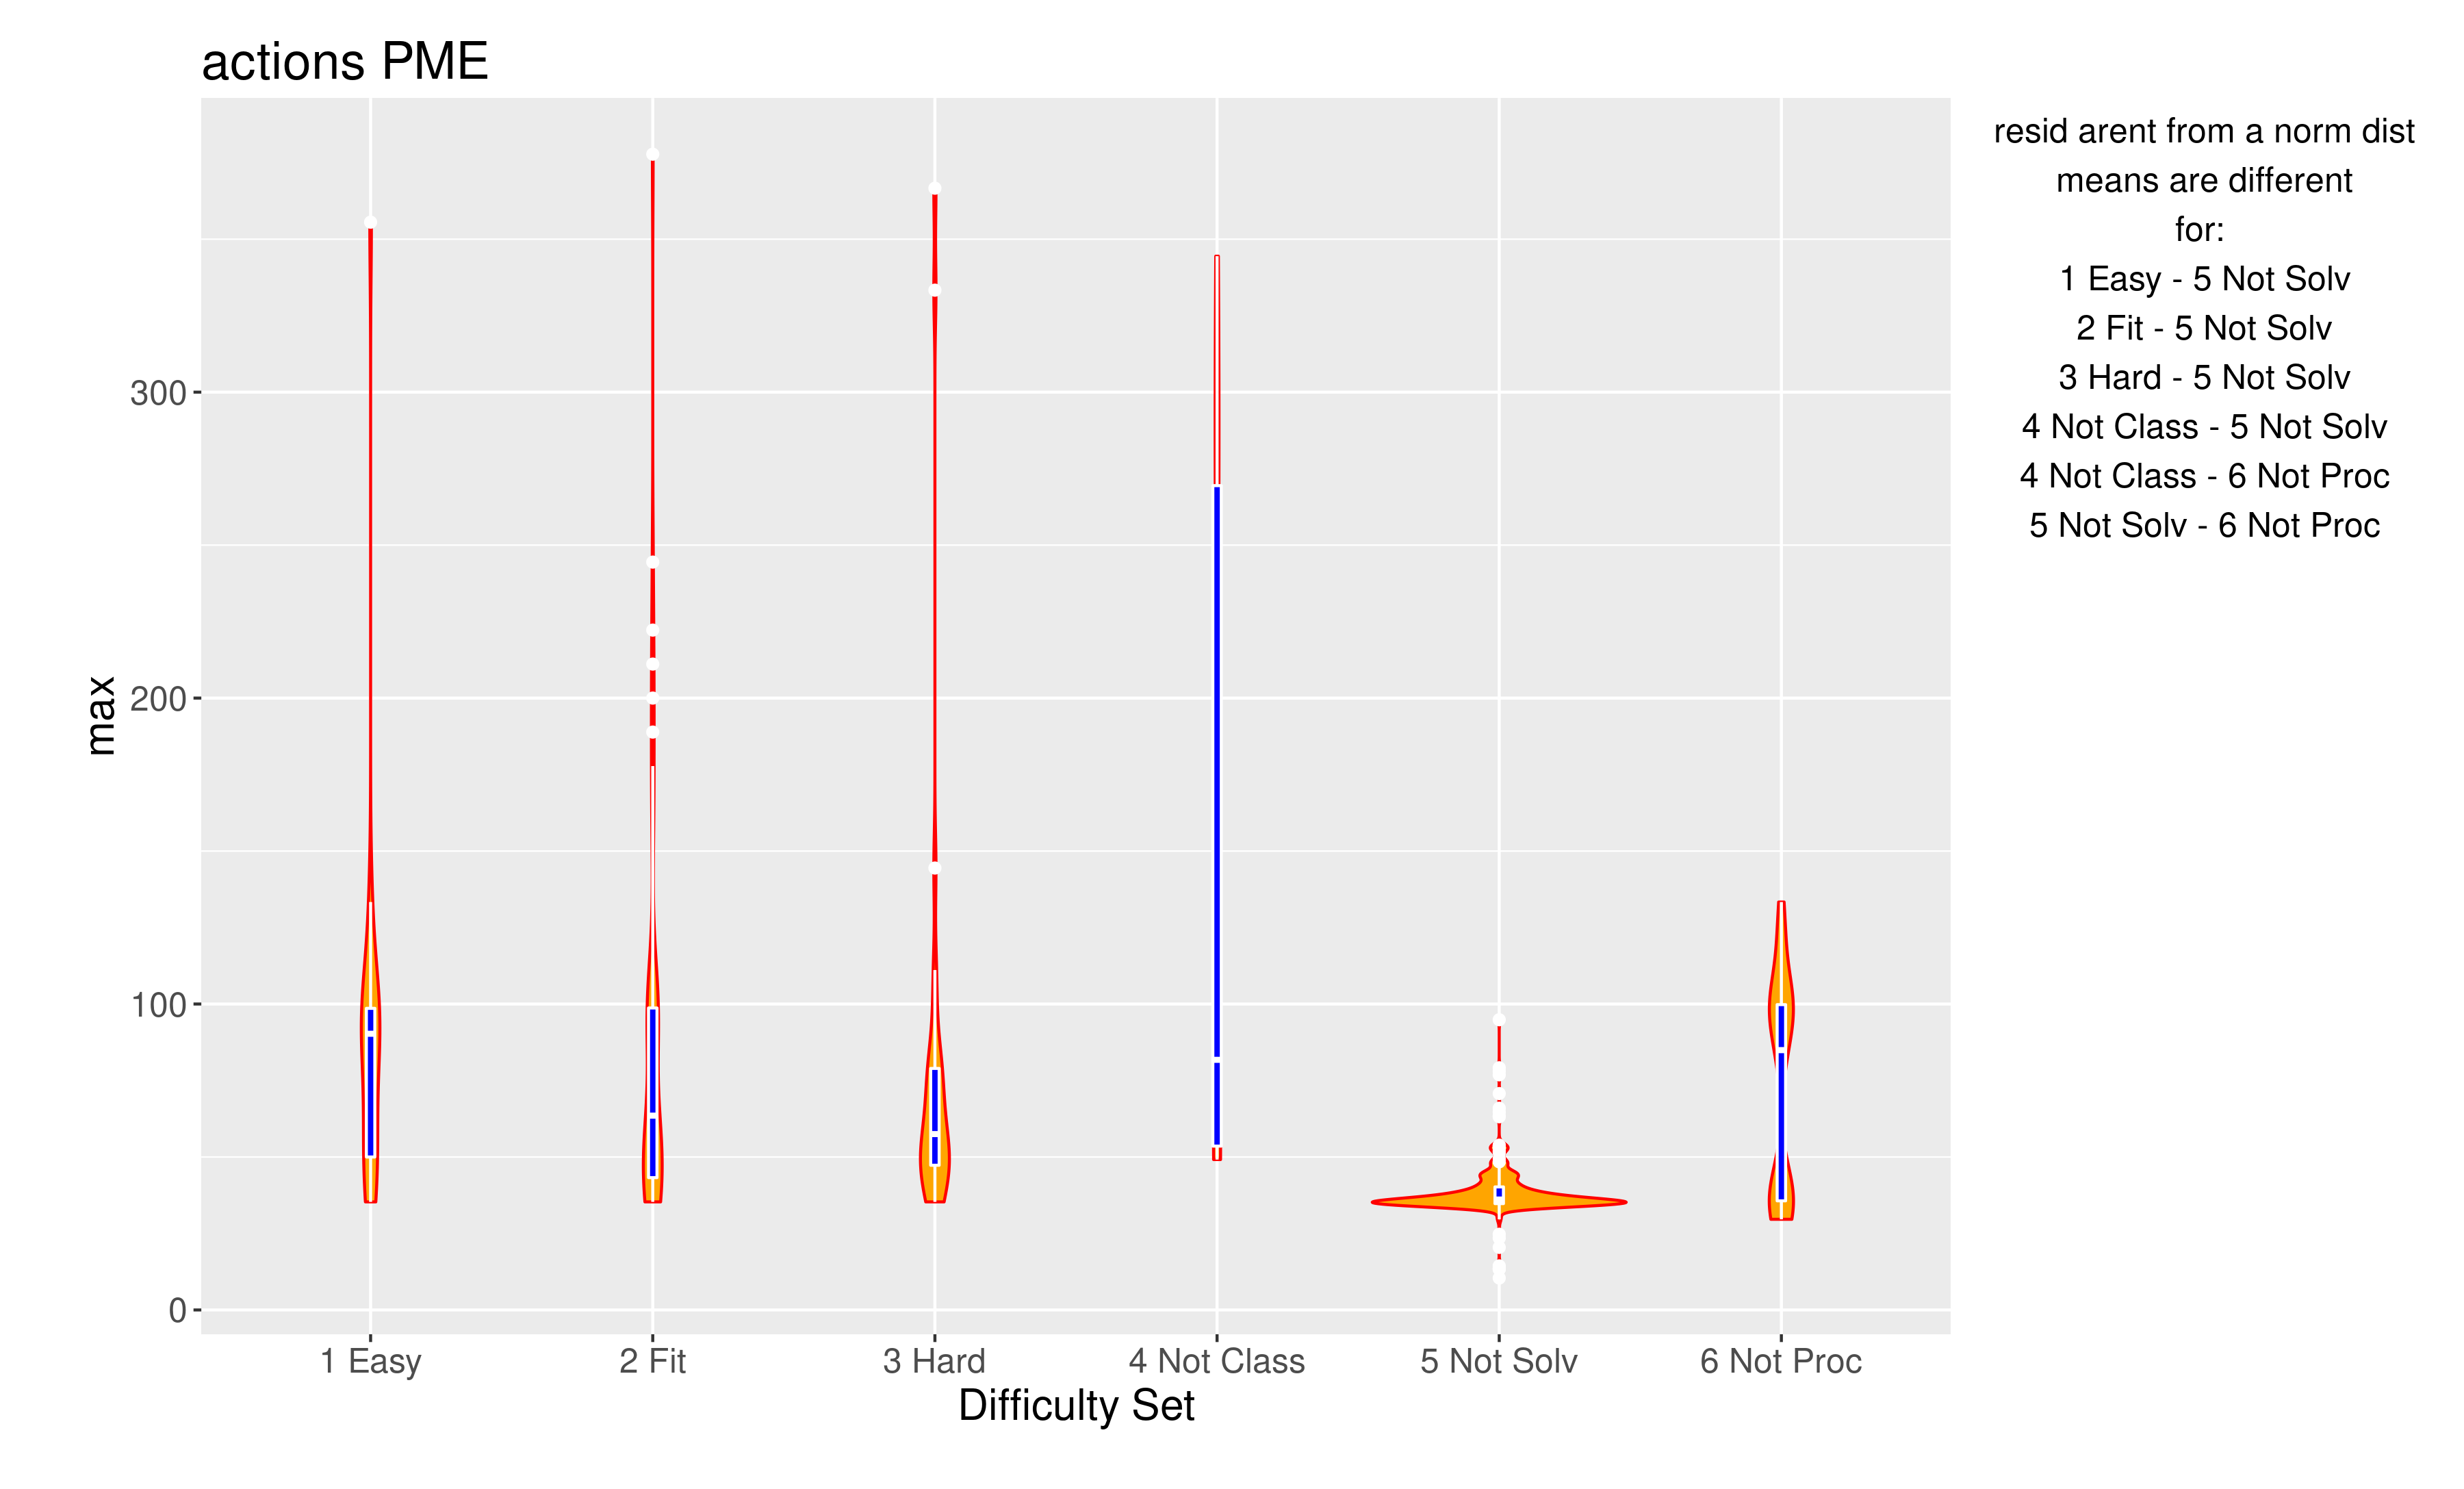 actions PME
resid arent from a norm dist
means are different
for:
1 Easy - 5 Not Solv
2 Fit - 5 Not Solv
3 Hard - 5 Not Solv
4 Not Class - 5 Not Solv
4 Not Class - 6 Not Proc
5 Not Solv - 6 Not Proc
max
300
200
100
0
1 Easy
2 Fit
3 Hard
4 Not Class
5 Not Solv
6 Not Proc
Difficulty Set